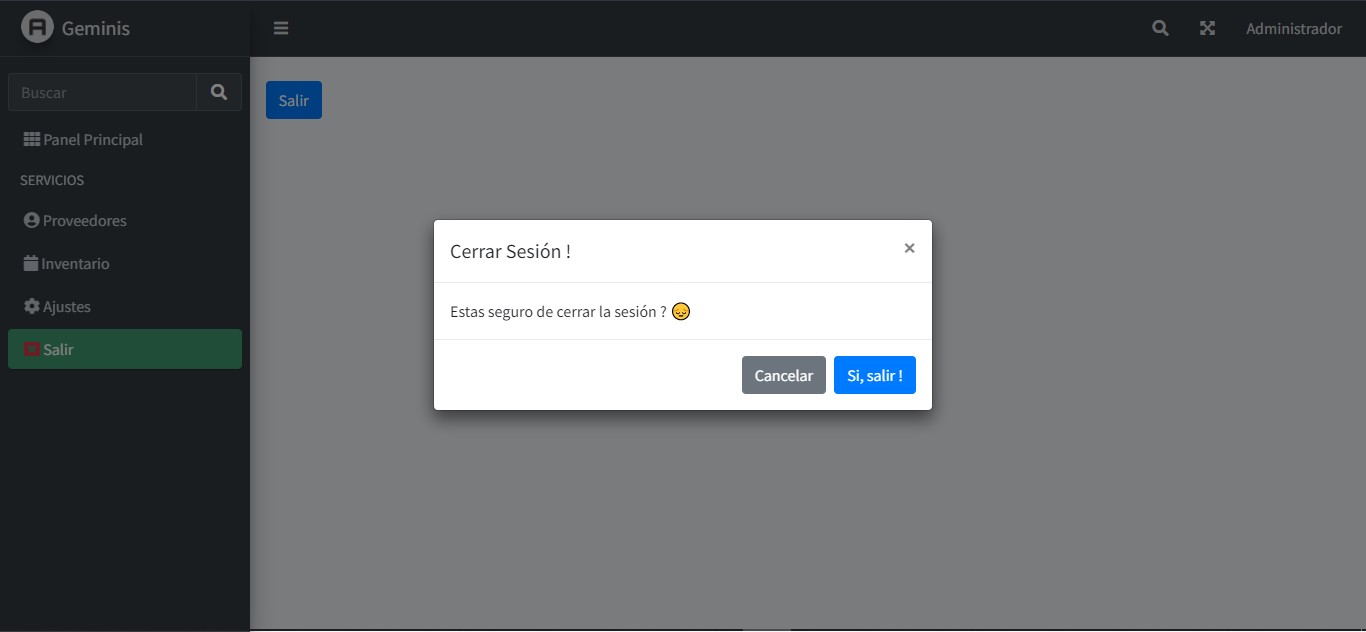 Geminis
Administrador
Buscar
Salir
Panel Principal
SERVICIOS
Proveedores
Inventario
Ajustes
Salir
Cerrar Sesión !
×
Estas seguro de cerrar la sesión ? 😔
Cancelar
Si, salir !